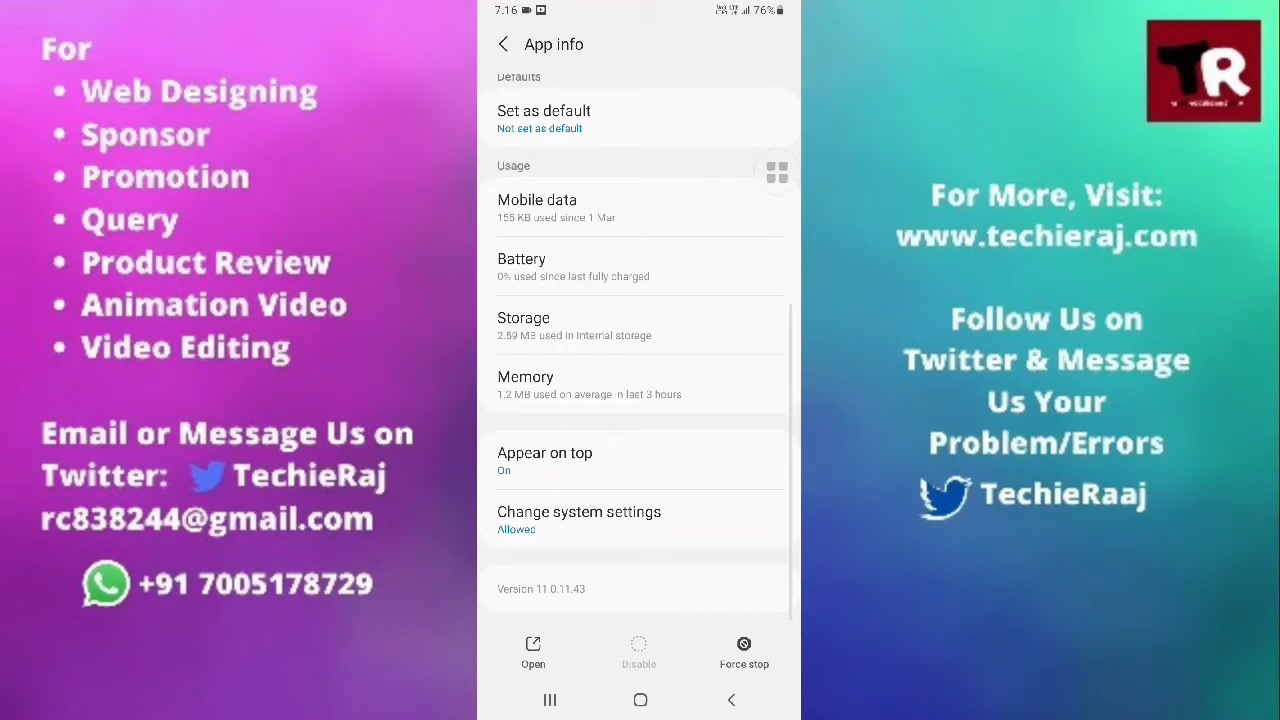 For
• Web Designing
• Sponsor
• Promotion
• Query
• Product Review
• Animation Video
• Video Editing
Email or Message Us on
Twitter: TechieRaj
rc838244@gmail.com
+91 7005178729
7:16
76%
App info
Defaults
Set as default
Not set as default
Usage
Mobile data
155 KB used since 1 Mar
Battery
0% used since last fully charged
Storage
2.59 MB used in Internal storage
Memory
1.2 MB used on average in last 3 hours
Appear on top
On
Change system settings
Allowed
Version 11.0.11.43
Open
Disable
Force stop
TR
For More, Visit:
www.techieraj.com
Follow Us on
Twitter & Message
Us Your
Problem/Errors
TechieRaaj